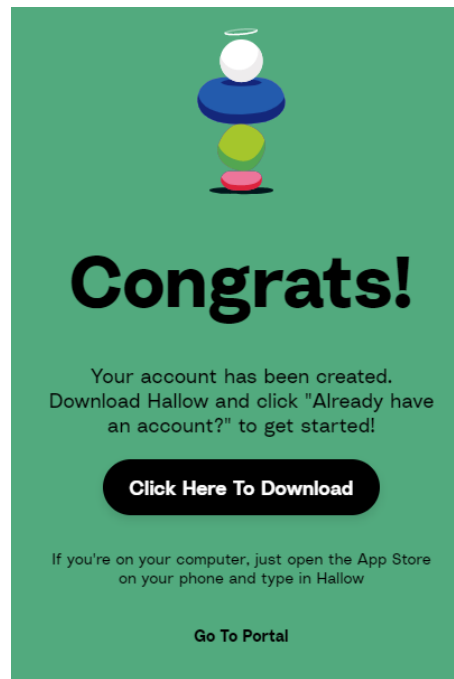 Congrats!
Your account has been created.
Download Hallow and click "Already have
an account?" to get started!
Click Here To Download
If you're on your computer, just open the App Store
on your phone and type in Hallow
Go To Portal